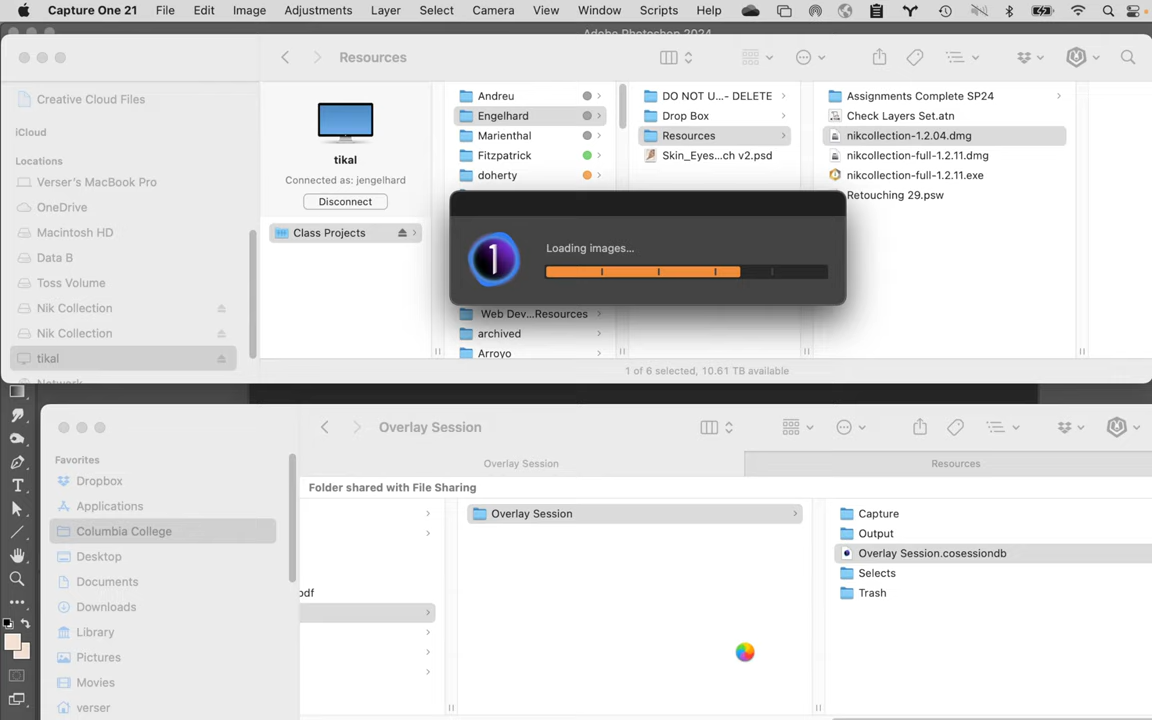 Capture One 21 File Edit Image Adjustments Layer Select Camera View Window Scripts Help
Adobe Photoshop 2024
Resources
Creative Cloud Files
iCloud
Locations
Verser's MacBook Pro
OneDrive
Macintosh HD
Data B
Toss Volume
Nik Collection
Nik Collection
tikal
Network
tikal
Connected as: jengelhard
Disconnect
Class Projects
Andreu
Engelhard
Marienthal
Fitzpatrick
doherty
Web Dev...Resources
archived
Arroyo
DO NOT U...- DELETE
Drop Box
Resources
Skin_Eyes...ch v2.psd
Assignments Complete SP24
Check Layers Set.atn
nikcollection-1.2.04.dmg
nikcollection-full-1.2.11.dmg
nikcollection-full-1.2.11.exe
Retouching 29.psw
Loading images...
1 of 6 selected, 10.61 TB available
Overlay Session
Overlay Session
Resources
Folder shared with File Sharing
Favorites
Dropbox
Applications
Columbia College
Desktop
Documents
Downloads
Library
Pictures
Movies
verser
odf
Overlay Session
Capture
Output
Overlay Session.cosessiondb
Selects
Trash